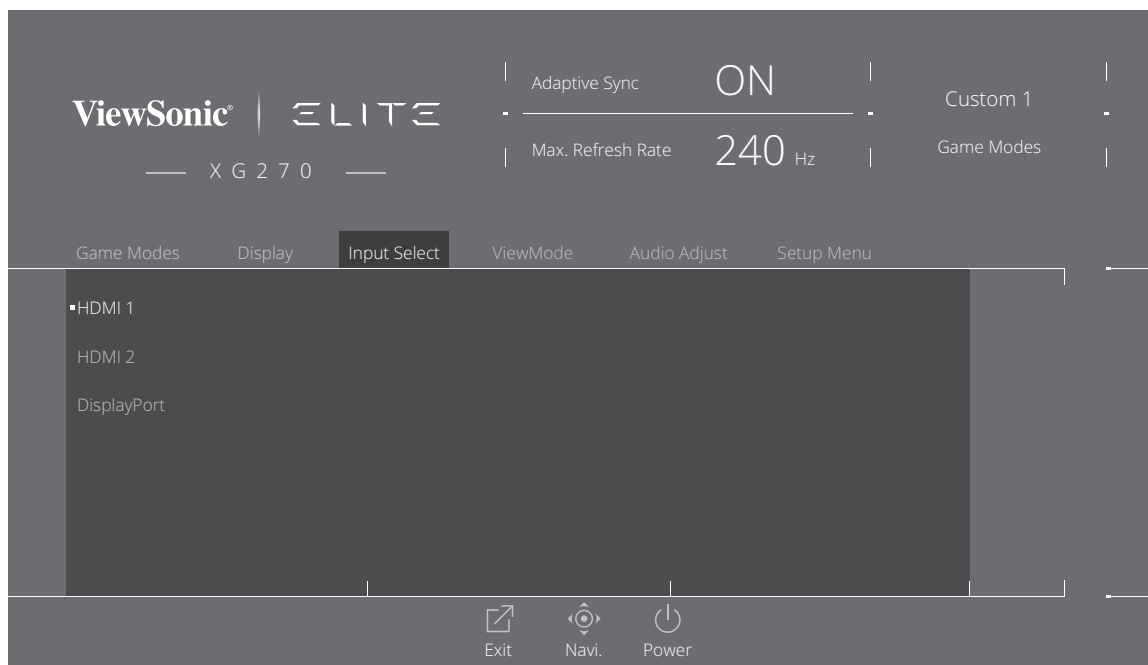 ViewSonic® ELITE
XG270
Adaptive Sync ON
Max. Refresh Rate 240 Hz
Custom 1
Game Modes
Game Modes Display Input Select ViewMode Audio Adjust Setup Menu
HDMI 1
HDMI 2
DisplayPort
Exit Navi. Power